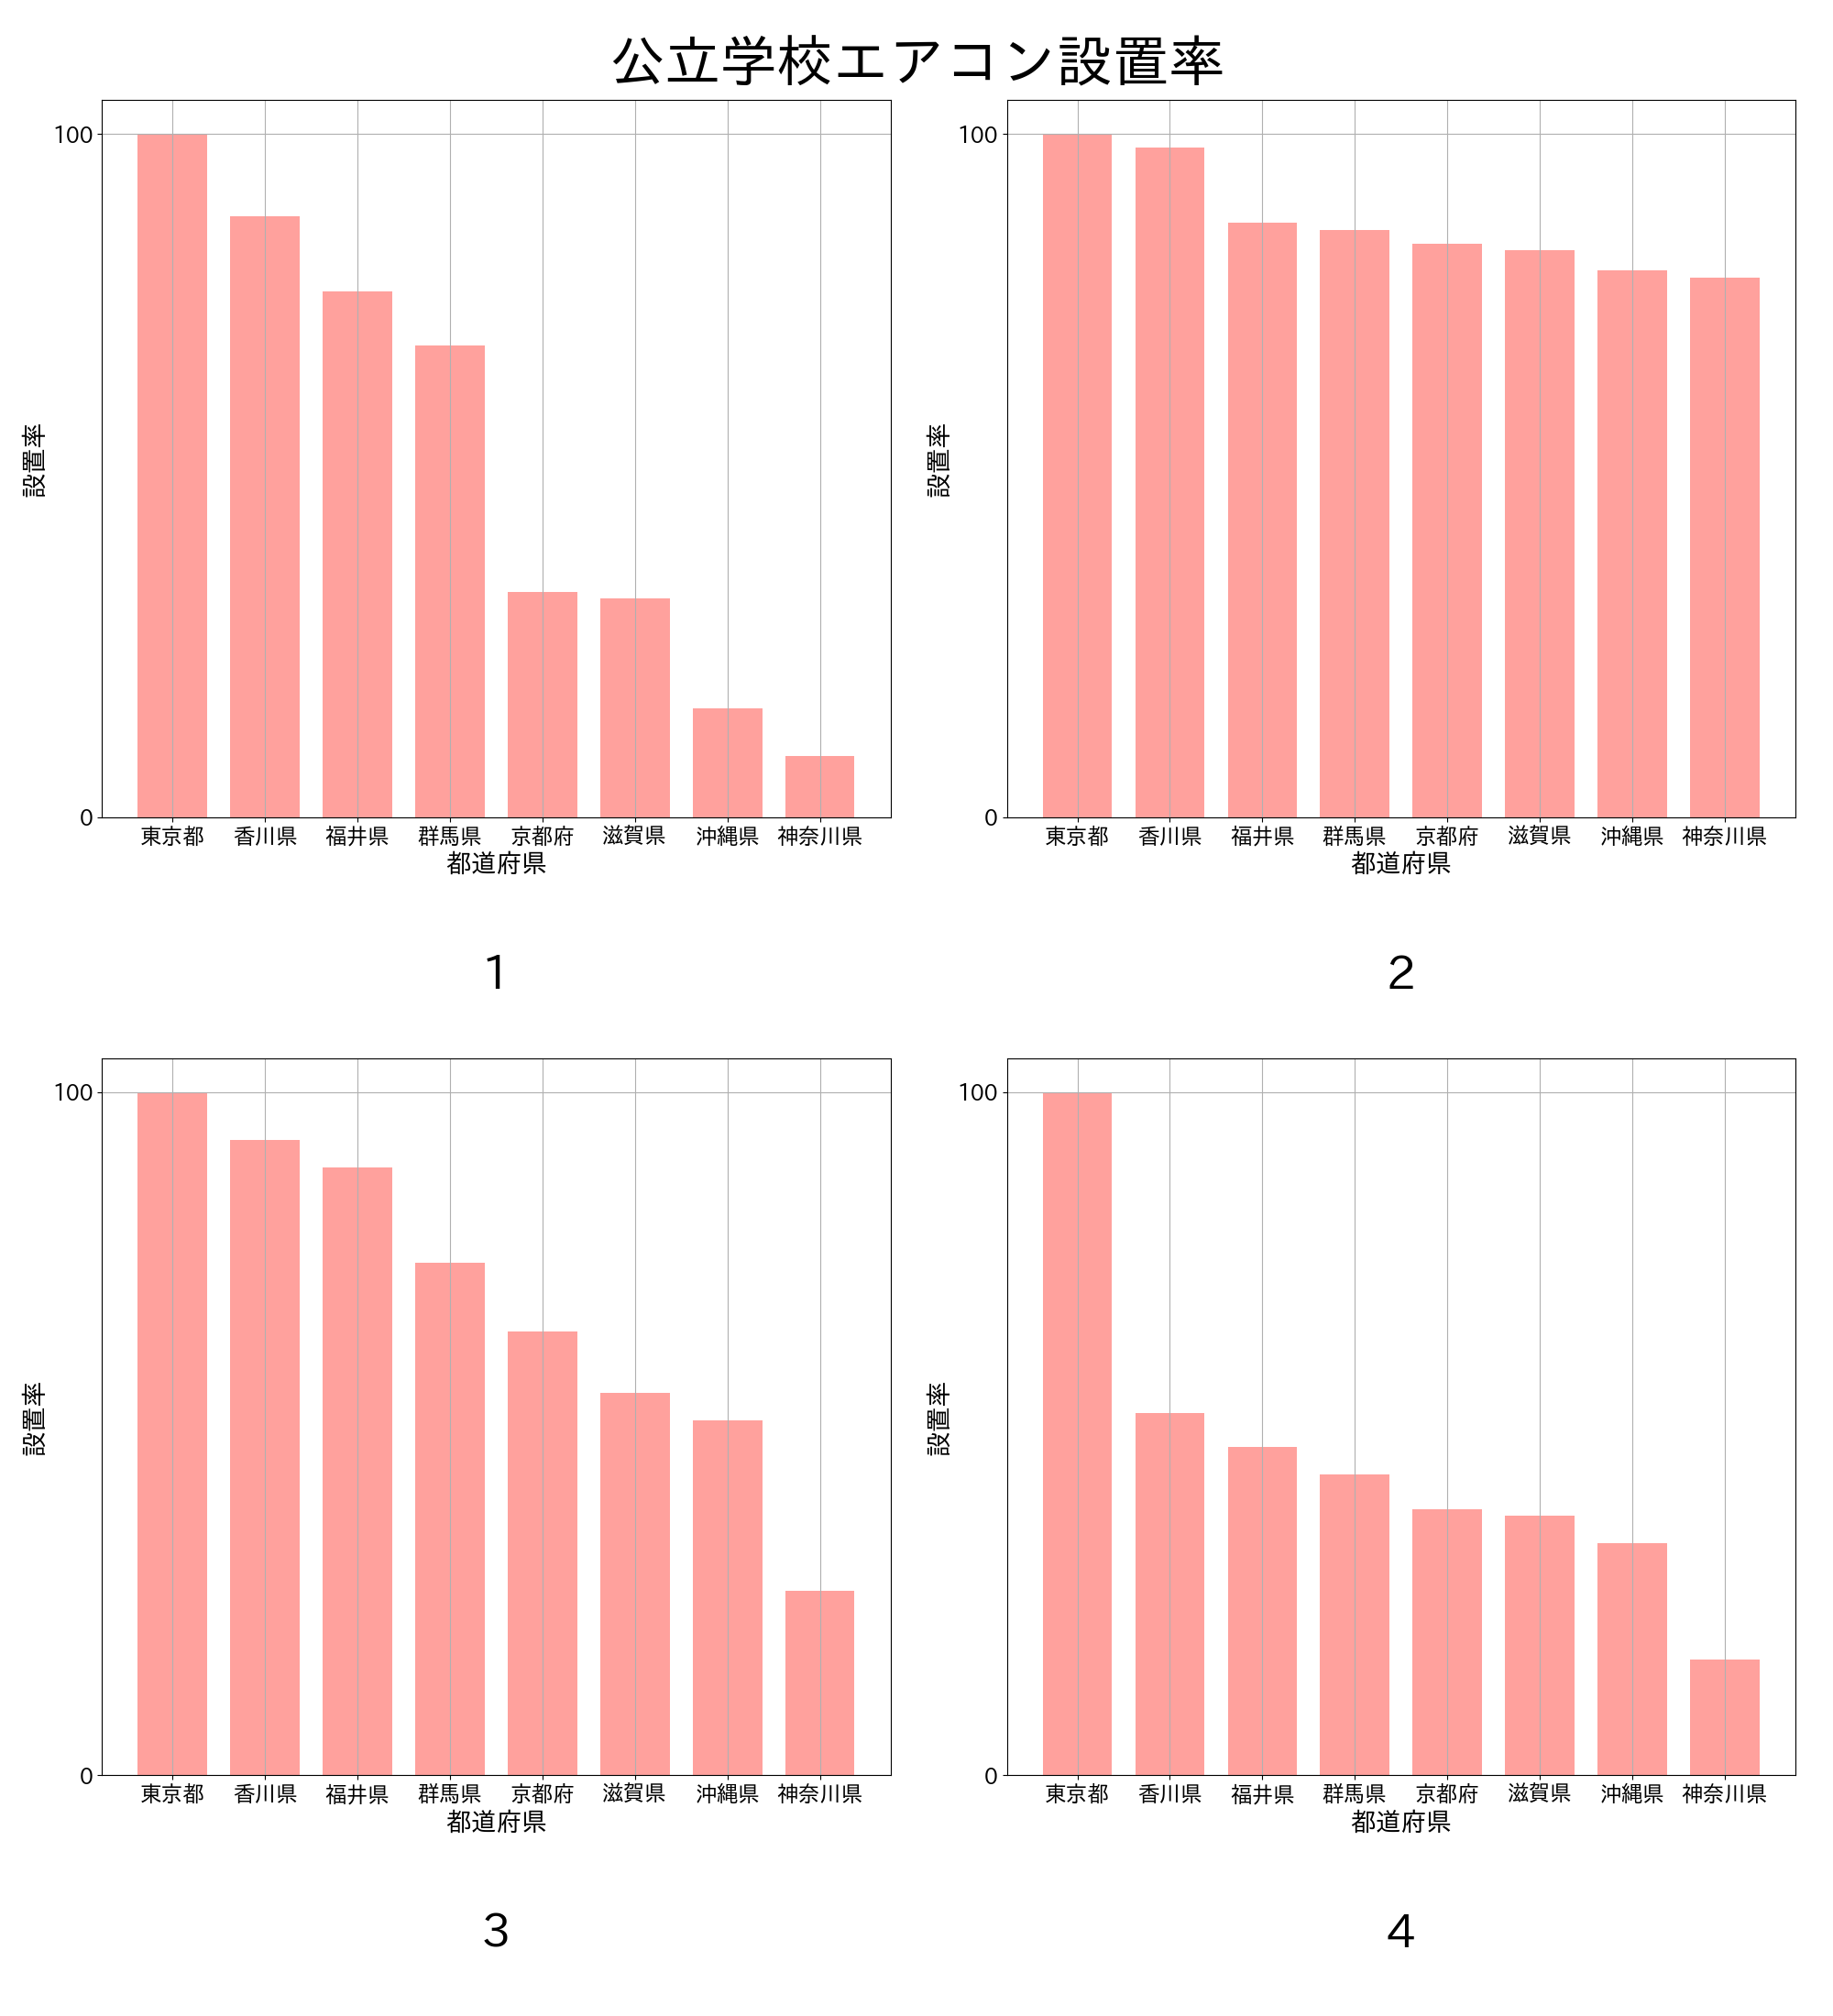 公立学校エアコン設置率
100
設置率
0
東京都 香川県 福井県 群馬県 京都府 滋賀県 沖縄県 神奈川県
都道府県
1
100
設置率
0
東京都 香川県 福井県 群馬県 京都府 滋賀県 沖縄県 神奈川県
都道府県
2
100
設置率
0
東京都 香川県 福井県 群馬県 京都府 滋賀県 沖縄県 神奈川県
都道府県
3
100
設置率
0
東京都 香川県 福井県 群馬県 京都府 滋賀県 沖縄県 神奈川県
都道府県
4